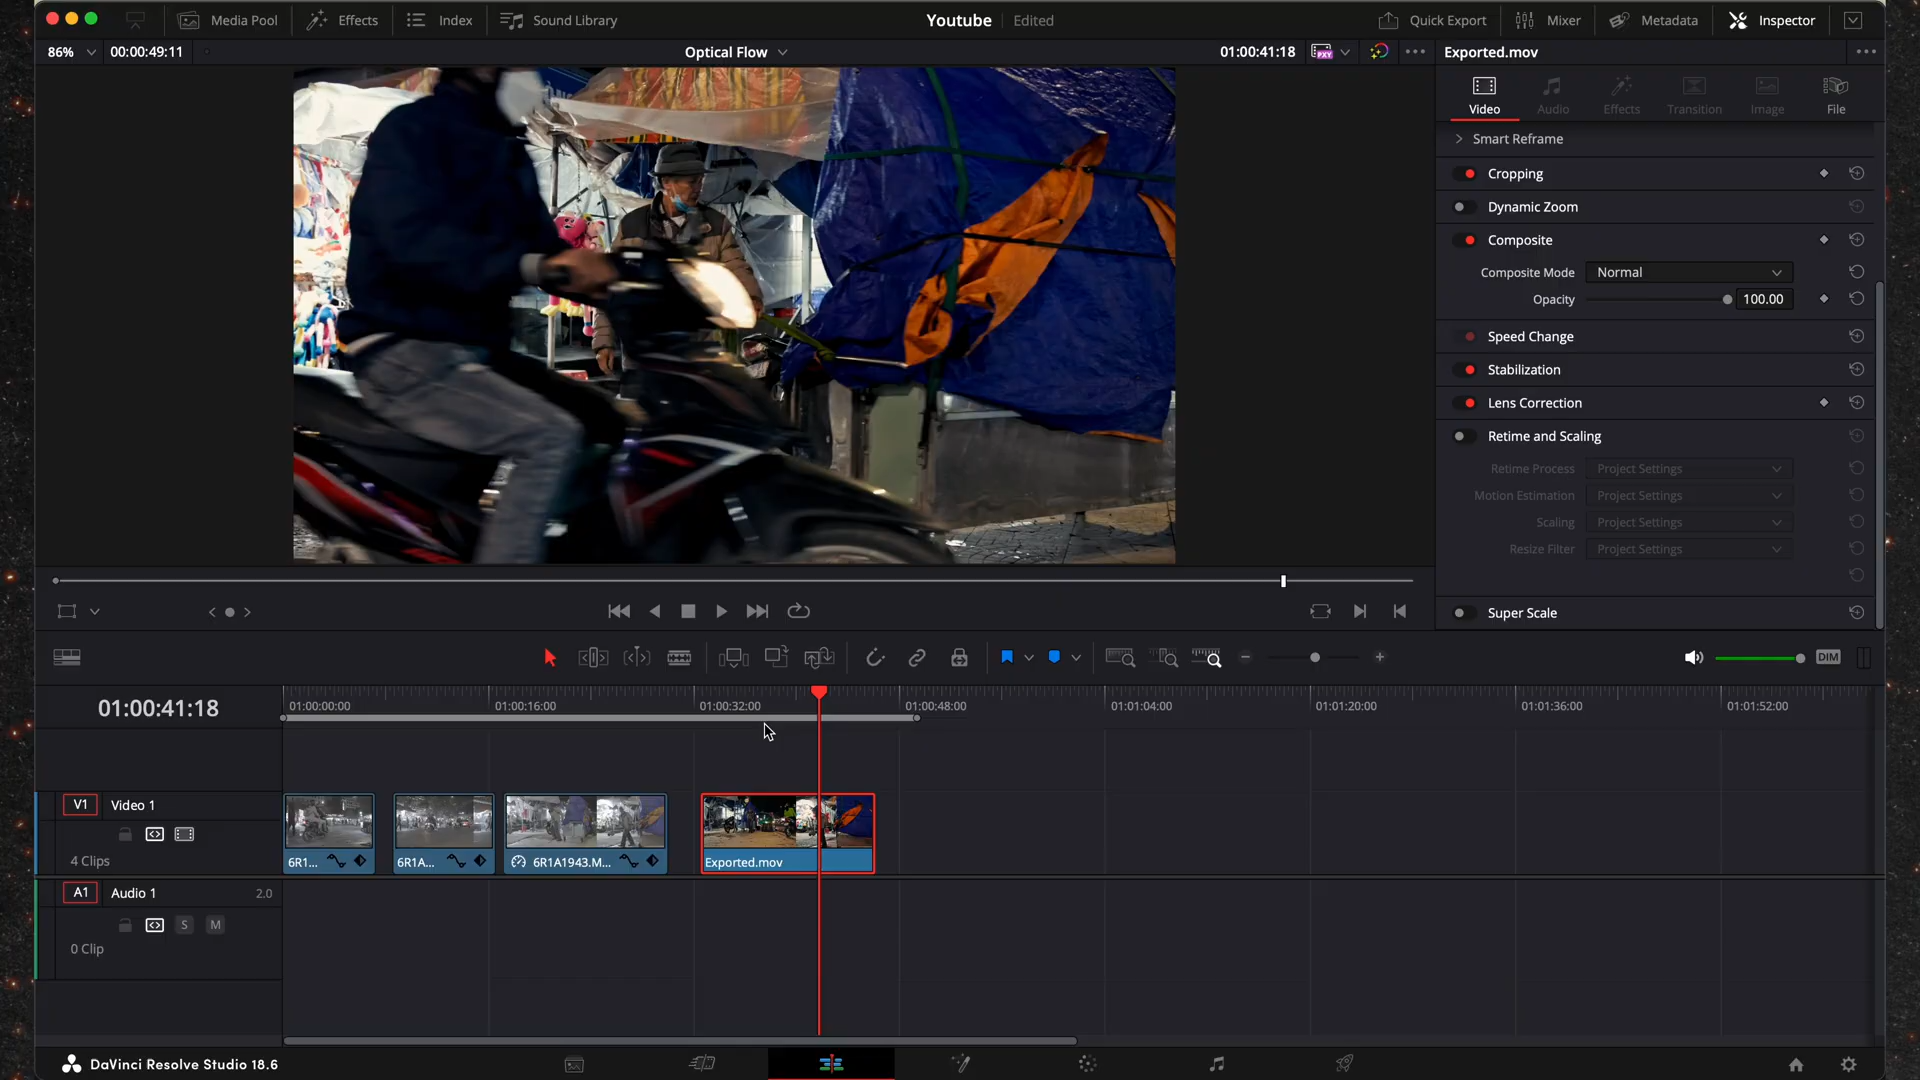 Media Pool
Effects
Index
Sound Library
Youtube
Edited
Quick Export
Mixer
Metadata
Inspector
86%
00:00:49:11
Optical Flow
01:00:41:18
PXY
Exported.mov
Video
Audio
Effects
Transition
Image
File
Smart Reframe
Cropping
Dynamic Zoom
Composite
Composite Mode
Normal
Opacity
100.00
Speed Change
Stabilization
Lens Correction
Retime and Scaling
Retime Process
Project Settings
Motion Estimation
Project Settings
Scaling
Project Settings
Resize Filter
Project Settings
Super Scale
DIM
01:00:41:18
01:00:00:00
01:00:16:00
01:00:32:00
01:00:48:00
01:01:04:00
01:01:20:00
01:01:36:00
01:01:52:00
V1
Video 1
4 Clips
6R1...
6R1A...
6R1A1943.M...
Exported.mov
A1
Audio 1
2.0
S
M
0 Clip
DaVinci Resolve Studio 18.6